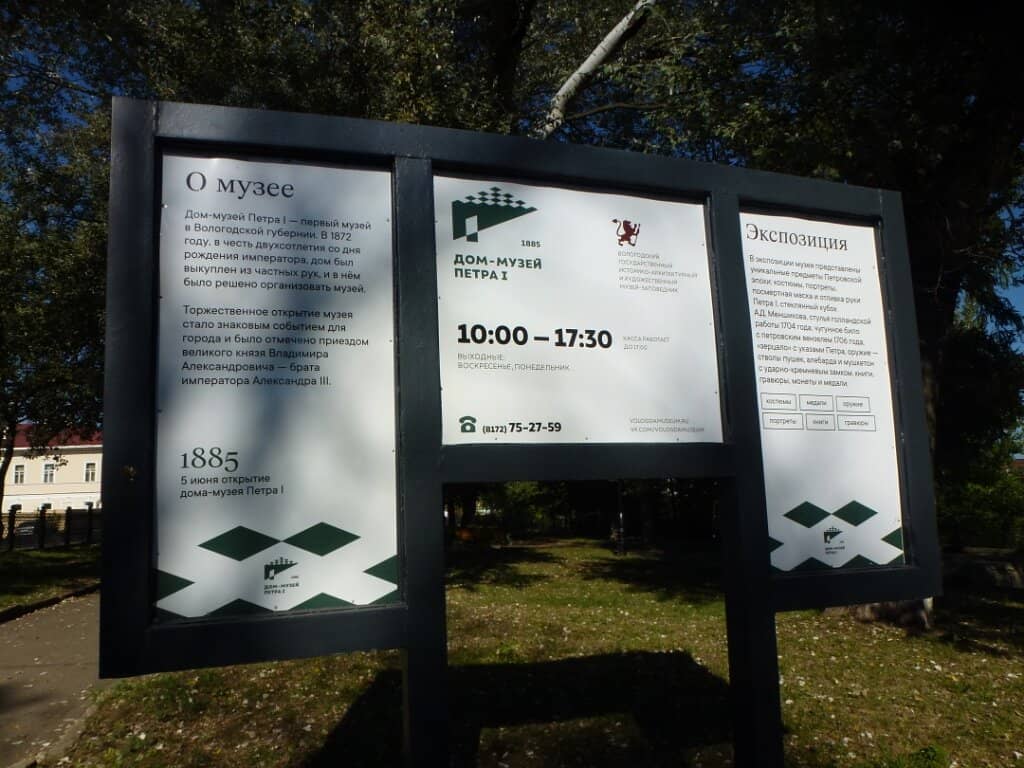 О музее
Дом-музей Петра I — первый музей
в Вологодской губернии. В 1872
году, в честь двухсотлетия со дня
рождения императора, дом был
выкуплен из частных рук, и в нём
было решено организовать музей.
Торжественное открытие музея
стало знаковым событием для
города и было отмечено приездом
великого князя Владимира
Александровича — брата
императора Александра III.
1885
5 июня открытие
дома-музея Петра I
ДОМ-МУЗЕЙ
ПЕТРА I
1885
ДОМ-МУЗЕЙ
ПЕТРА I
ВОЛОГОДСКИЙ
ГОСУДАРСТВЕННЫЙ
ИСТОРИКО-АРХИТЕКТУРНЫЙ
И ХУДОЖЕСТВЕННЫЙ
МУЗЕЙ-ЗАПОВЕДНИК
10:00 — 17:30
КАССА РАБОТАЕТ
ДО 17:00
ВЫХОДНЫЕ:
ВОСКРЕСЕНЬЕ, ПОНЕДЕЛЬНИК
(8172) 75-27-59
VOLOGDAMUSEUM.RU
VK.COM/VOLOGDAMUSEUM
Экспозиция
В экспозиции музея представлены
уникальные предметы Петровской
эпохи: костюмы, портреты,
посмертная маска и отливка руки
Петра I, стеклянный кубок
А.Д. Меншикова, стулья голландской
работы 1704 года, чугунное било
с петровским вензелем 1706 года,
«зерцало» с указами Петра, оружие —
стволы пушек, алебарда и мушкетон
с ударно-кремневым замком, книги,
гравюры, монеты и медали.
костюмы медали оружие
портреты книги гравюры
ДОМ-МУЗЕЙ
ПЕТРА I